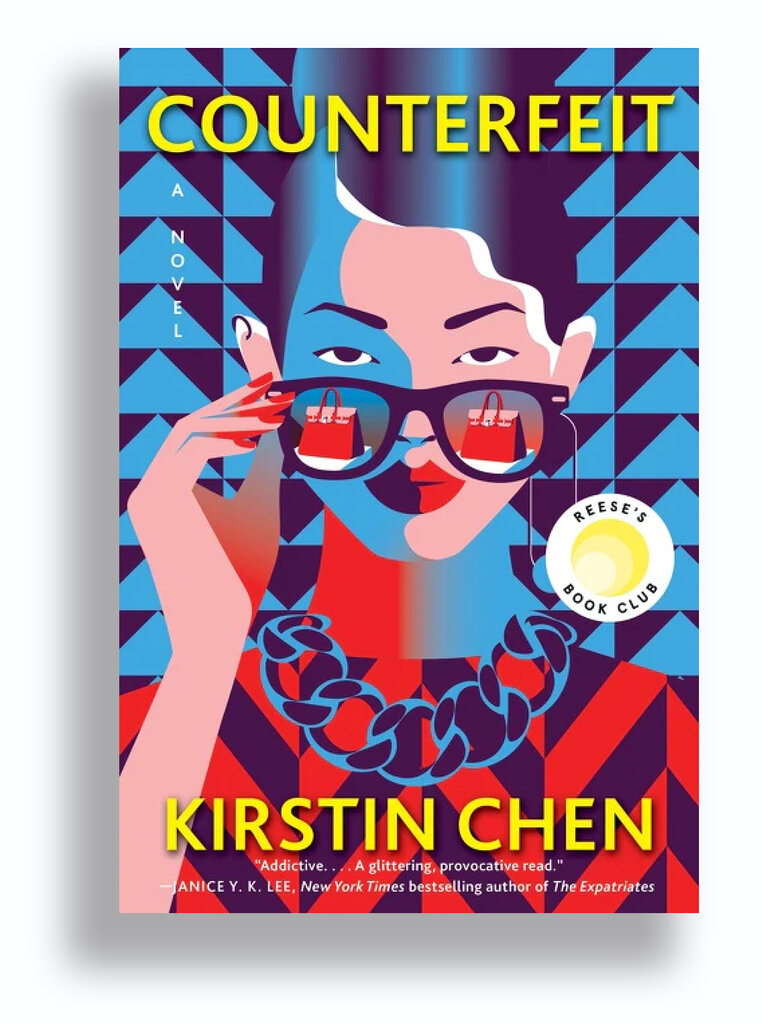 COUNTERFEIT
A NOVEL
REESE'S
BOOK CLUB
KIRSTIN CHEN
“Addictive. . . . A glittering, provocative read.”
—JANICE Y. K. LEE, New York Times bestselling author of The Expatriates